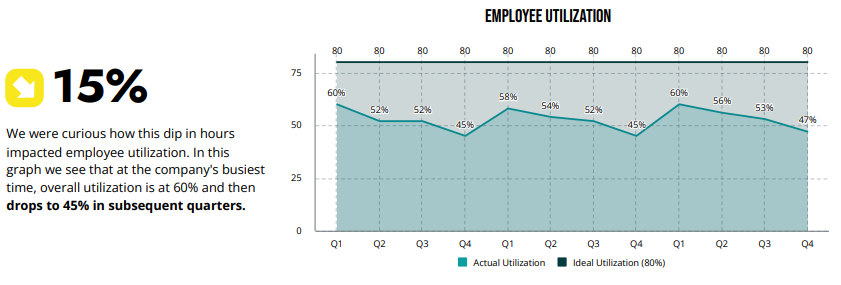 EMPLOYEE UTILIZATION
15%
We were curious how this dip in hours
impacted employee utilization. In this
graph we see that at the company's busiest
time, overall utilization is at 60% and then
drops to 45% in subsequent quarters.
80 80 80 80 80 80 80 80 80 80 80 80
75
60% 52% 52% 45% 58% 54% 52% 45% 60% 56% 53% 47%
50
25
0
Q1 Q2 Q3 Q4 Q1 Q2 Q3 Q4 Q1 Q2 Q3 Q4
Actual Utilization Ideal Utilization (80%)